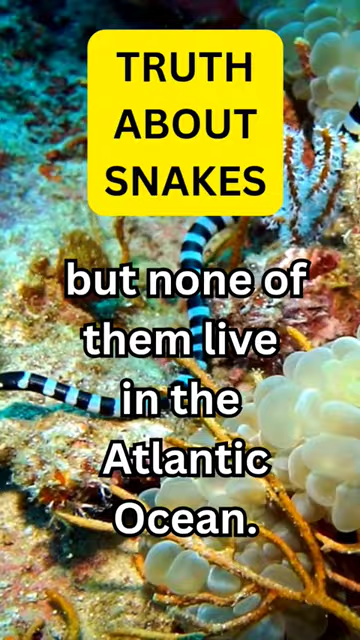 TRUTH
ABOUT
SNAKES
but none of
them live
in the
Atlantic
Ocean.